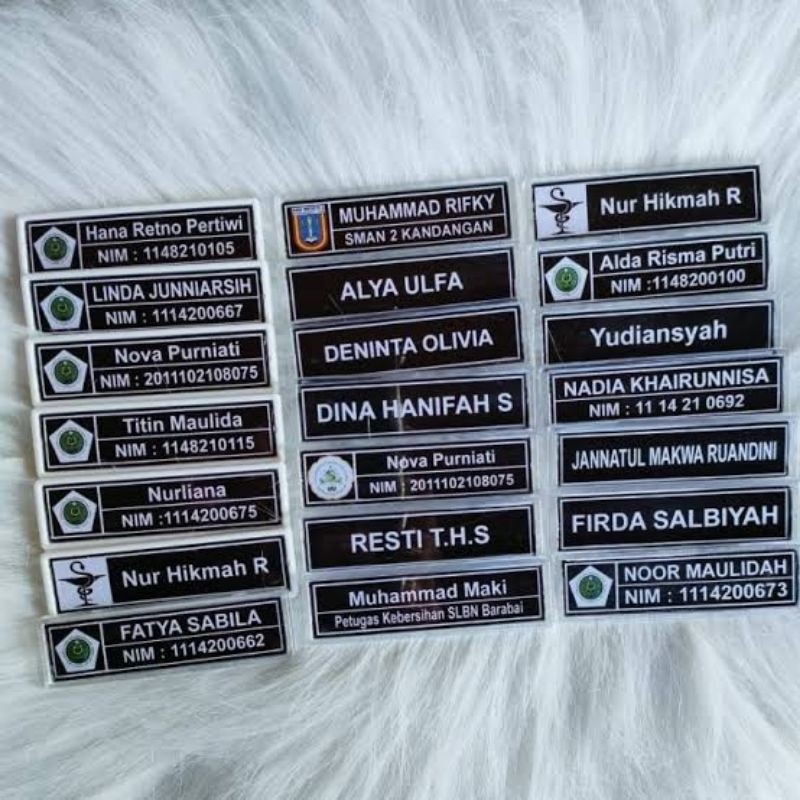 Hana Retno Pertiwi
NIM : 1148210105
LINDA JUNNIARSIH
NIM : 1114200667
Nova Purniati
NIM : 2011102108075
Titin Maulida
NIM : 1148210115
Nurliana
NIM :1114200675
Nur Hikmah R
FATYA SABILA
NIM : 1114200662
MUHAMMAD RIFKY
SMAN 2 KANDANGAN
ALYA ULFA
DENINTA OLIVIA
DINA HANIFAH S
Nova Purniati
NIM : 2011102108075
RESTI T.H.S
Muhammad Maki
Petugas Kebersihan SLBN Barabai
Nur Hikmah R
Alda Risma Putri
NIM :1148200100
Yudiansyah
NADIA KHAIRUNNISA
NIM : 11 14 21 0692
JANNATUL MAKWA RUANDINI
FIRDA SALBIYAH
NOOR MAULIDAH
NIM : 1114200673